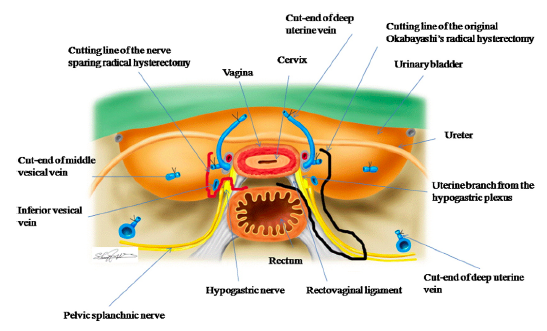 Cut-end of deep
uterine vein
Cutting line of the original
Okabayashi's radical hysterectomy
Cutting line of the nerve
sparing radical hysterectomy
Cervix
Vagina
Urinary bladder
Ureter
Cut-end of middle
vesical vein
Uterine branch from the
hypogastric plexus
Inferior vesical
vein
Rectum
Cut-end of deep uterine
vein
Hypogastric nerve
Rectovaginal ligament
Pelvic splanchnic nerve